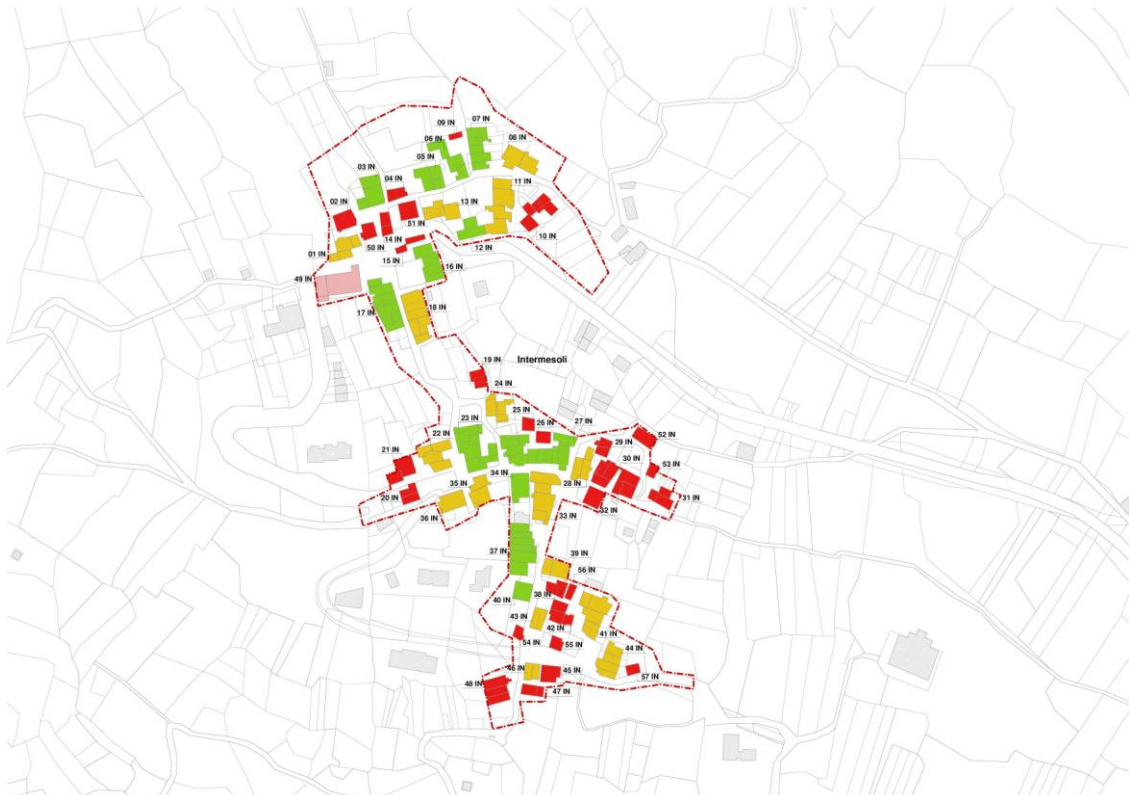 09 IN
07 IN
06 IN
08 IN
05 IN
03 IN
04 IN
11 IN
02 IN
13 IN
51 IN
14 IN
10 IN
50 IN
12 IN
01 IN
15 IN
16 IN
49 IN
18 IN
17 IN
19 IN
Intermesoli
24 IN
25 IN
23 IN
26 IN
27 IN
22 IN
52 IN
29 IN
21 IN
30 IN
53 IN
34 IN
28 IN
35 IN
20 IN
31 IN
32 IN
36 IN
33 IN
37 IN
39 IN
56 IN
38 IN
40 IN
43 IN
42 IN
41 IN
54 IN
55 IN
44 IN
46 IN
45 IN
57 IN
48 IN
47 IN